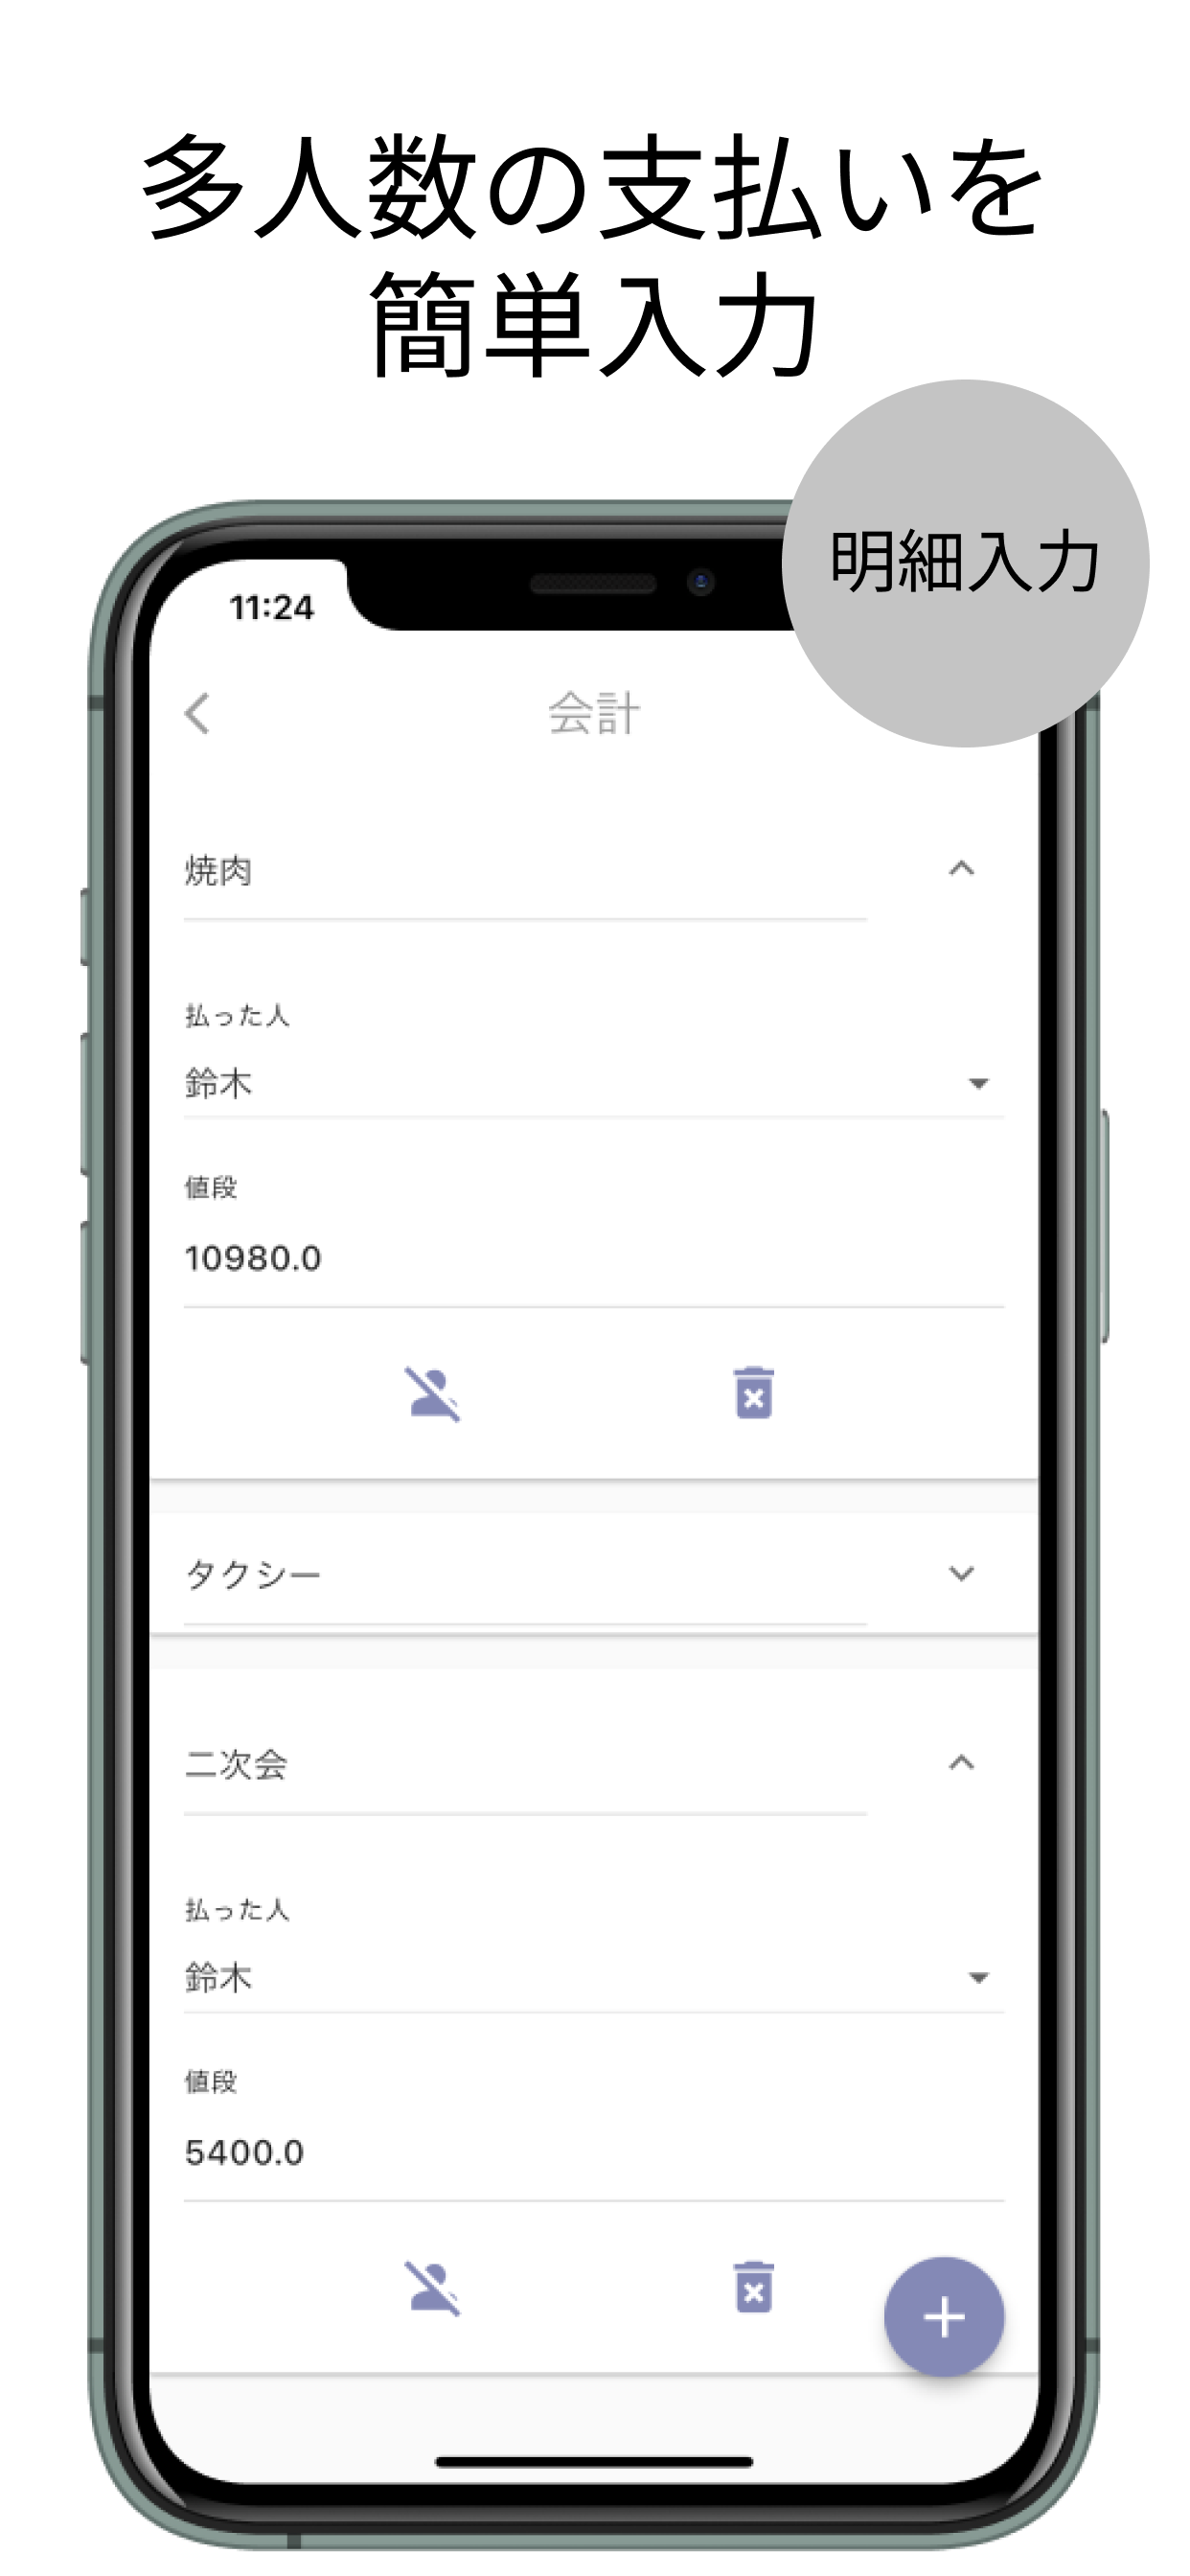 多人数の支払いを
簡単入力
明細入力
11:24
会計
焼肉
払った人
鈴木
値段
10980.0
タクシー
二次会
払った人
鈴木
値段
5400.0